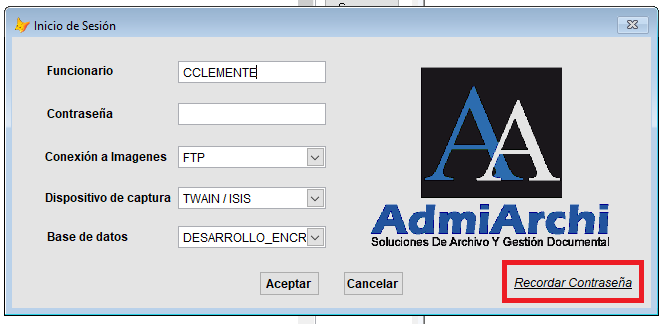 Inicio de Sesión
Funcionario CCLEMENTE
Contraseña
Conexión a Imagenes FTP
Dispositivo de captura TWAIN / ISIS
Base de datos DESARROLLO_ENCR
AA
AdmiArchi
Soluciones De Archivo Y Gestión Documental
Aceptar Cancelar Recordar Contraseña